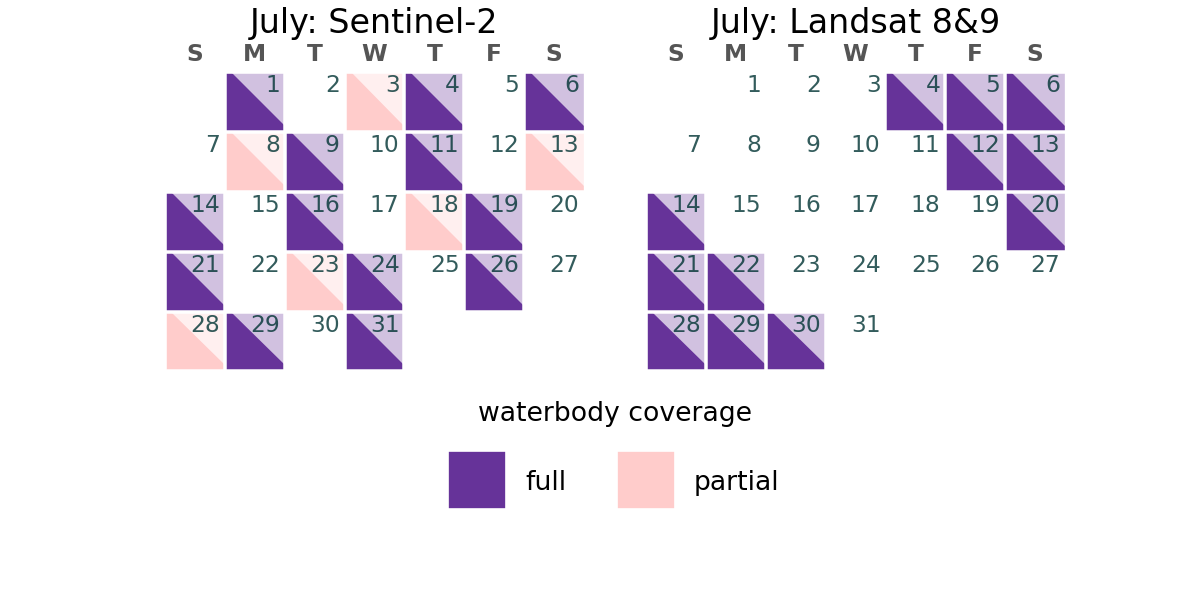 July: Sentinel-2
S M T W T F S
1 2 3 4 5 6
7 8 9 10 11 12 13
14 15 16 17 18 19 20
21 22 23 24 25 26 27
28 29 30 31
July: Landsat 8&9
S M T W T F S
1 2 3 4 5 6
7 8 9 10 11 12 13
14 15 16 17 18 19 20
21 22 23 24 25 26 27
28 29 30 31
waterbody coverage
full partial